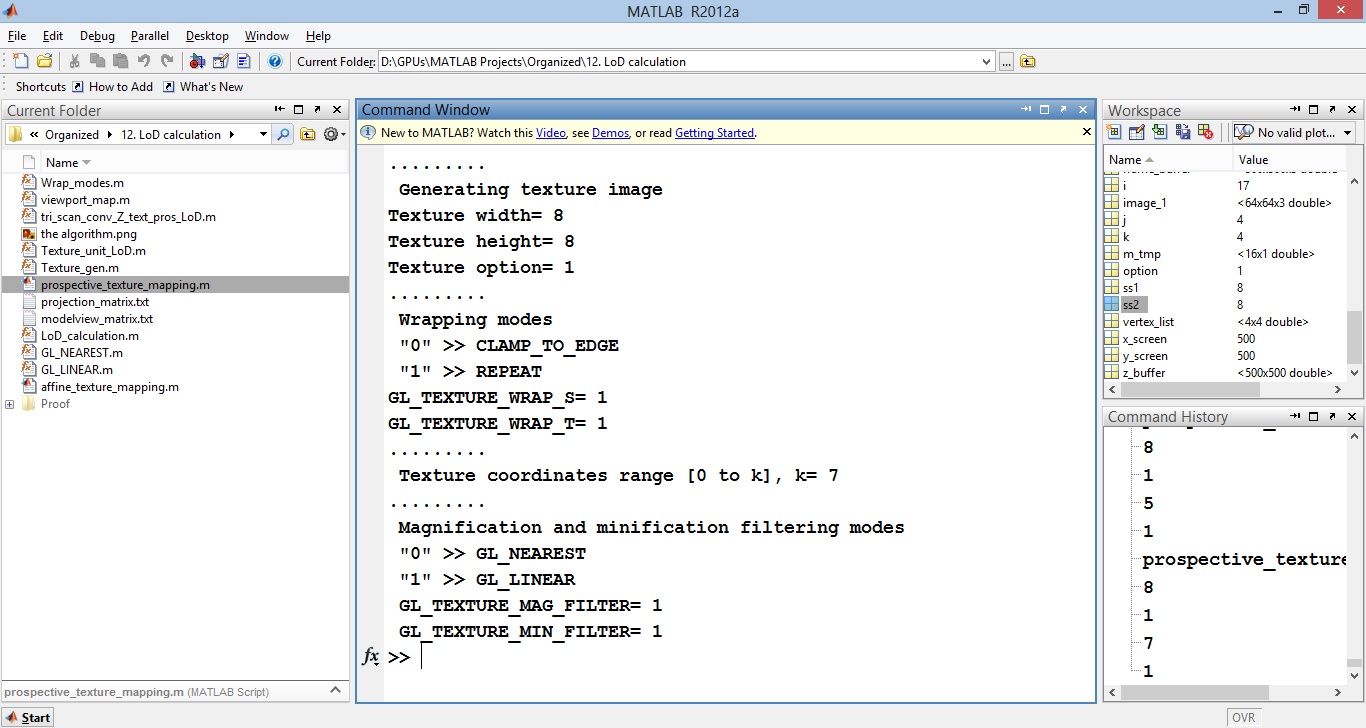 MATLAB R2012a
File Edit Debug Parallel Desktop Window Help
Current Folder: D:\GPUs\MATLAB Projects\Organized\12. LoD calculation ...
Shortcuts How to Add What's New
Current Folder
« Organized 12. LoD calculation
Name
Wrap_modes.m
viewport_map.m
tri_scan_conv_Z_text_pros_LoD.m
the algorithm.png
Texture_unit_LoD.m
Texture_gen.m
prospective_texture_mapping.m
projection_matrix.txt
modelview_matrix.txt
LoD_calculation.m
GL_NEAREST.m
GL_LINEAR.m
affine_texture_mapping.m
Proof
prospective_texture_mapping.m (MATLAB Script)
Start
Command Window
New to MATLAB? Watch this Video, see Demos, or read Getting Started.
.........
Generating texture image
Texture width= 8
Texture height= 8
Texture option= 1
.........
Wrapping modes
"0" >> CLAMP_TO_EDGE
"1" >> REPEAT
GL_TEXTURE_WRAP_S= 1
GL_TEXTURE_WRAP_T= 1
.........
Texture coordinates range [0 to k], k= 7
.........
Magnification and minification filtering modes
"0" >> GL_NEAREST
"1" >> GL_LINEAR
GL_TEXTURE_MAG_FILTER= 1
GL_TEXTURE_MIN_FILTER= 1
fx >>
Workspace
No valid plot...
Name Value
i 17
image_1 <64x64x3 double>
j 4
k 4
m_tmp <16x1 double>
option 1
ss1 8
ss2 8
vertex_list <4x4 double>
x_screen 500
y_screen 500
z_buffer <500x500 double>
Command History
8
1
5
1
prospective_texture
8
1
7
1
OVR